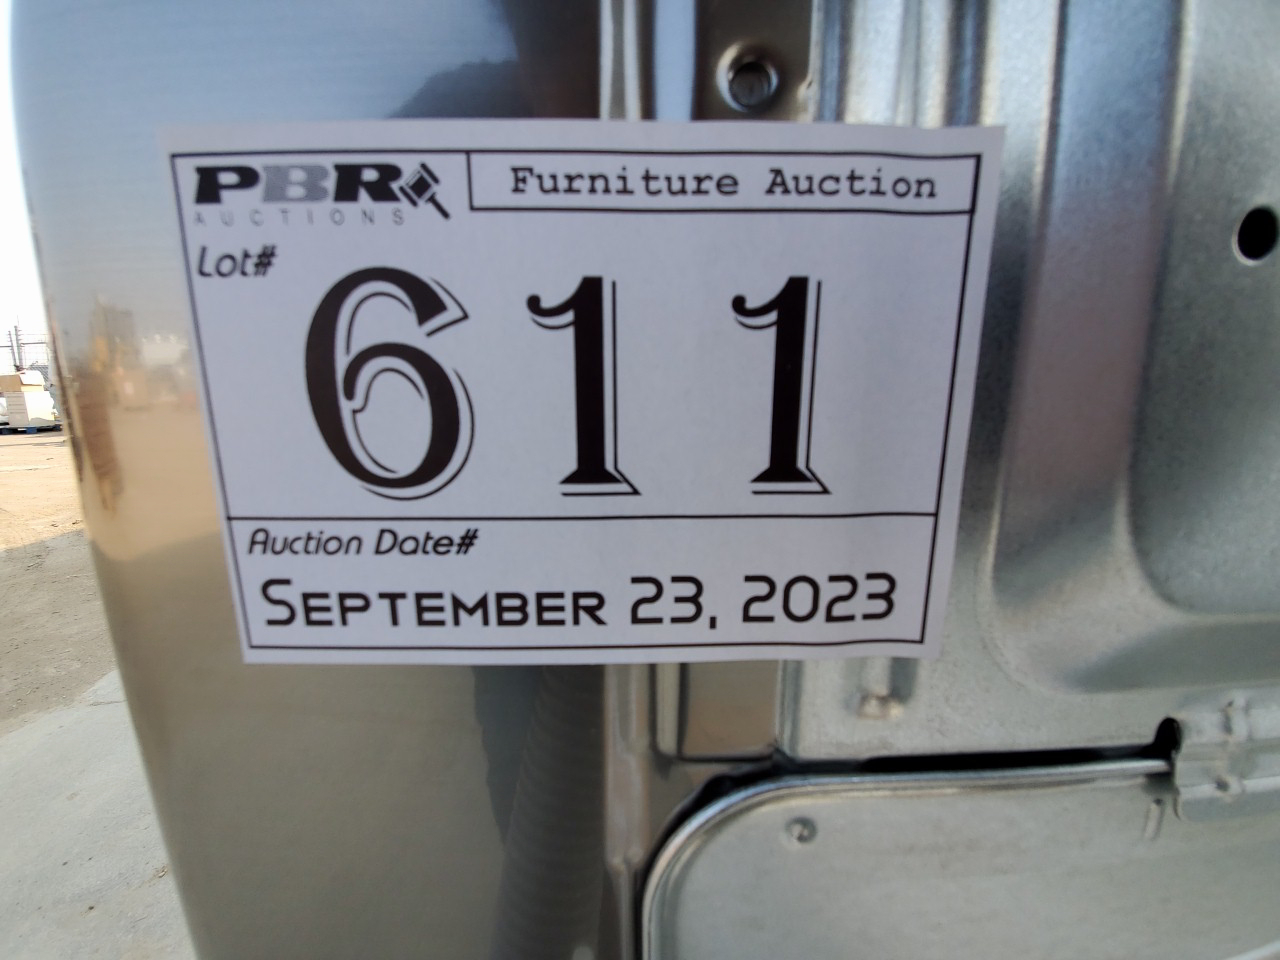 PBR
AUCTIONS
Furniture Auction
Lot#
611
Auction Date#
SEPTEMBER 23, 2023